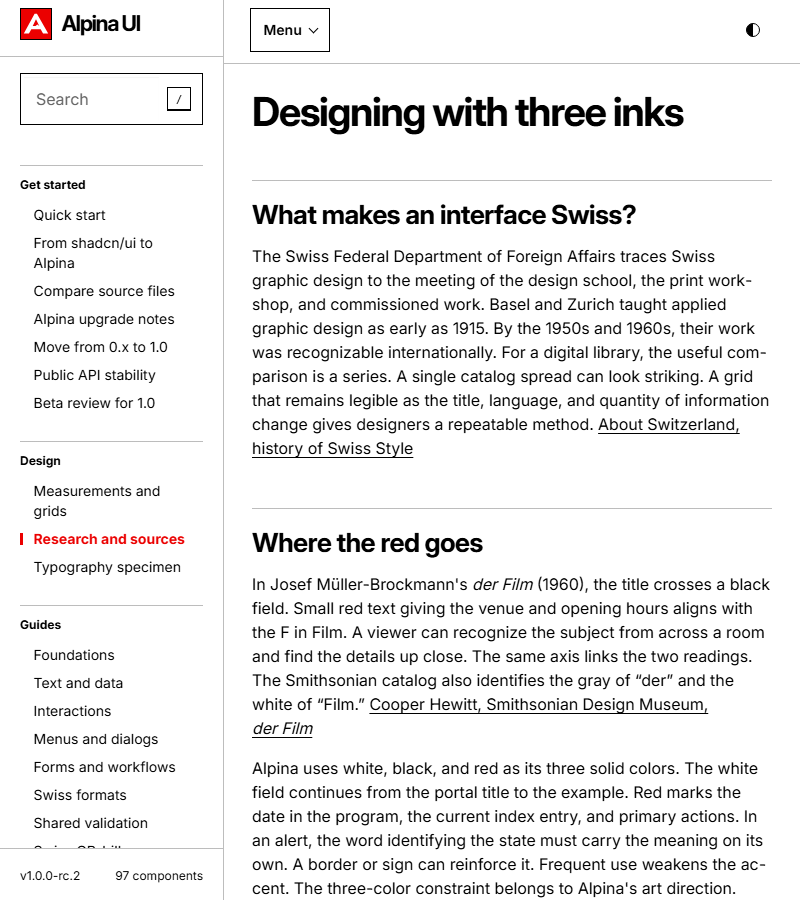 Alpina UI
Search
/
Get started
Quick start
From shadcn/ui to
Alpina
Compare source files
Alpina upgrade notes
Move from 0.x to 1.0
Public API stability
Beta review for 1.0
Design
Measurements and
grids
Research and sources
Typography specimen
Guides
Foundations
Text and data
Interactions
Menus and dialogs
Forms and workflows
Swiss formats
Shared validation
v1.0.0-rc.2
97 components
Menu
Designing with three inks
What makes an interface Swiss?
The Swiss Federal Department of Foreign Affairs traces Swiss
graphic design to the meeting of the design school, the print work-
shop, and commissioned work. Basel and Zurich taught applied
graphic design as early as 1915. By the 1950s and 1960s, their work
was recognizable internationally. For a digital library, the useful com-
parison is a series. A single catalog spread can look striking. A grid
that remains legible as the title, language, and quantity of information
change gives designers a repeatable method. About Switzerland,
history of Swiss Style
Where the red goes
In Josef Müller-Brockmann's der Film (1960), the title crosses a black
field. Small red text giving the venue and opening hours aligns with
the F in Film. A viewer can recognize the subject from across a room
and find the details up close. The same axis links the two readings.
The Smithsonian catalog also identifies the gray of “der” and the
white of “Film.” Cooper Hewitt, Smithsonian Design Museum,
der Film
Alpina uses white, black, and red as its three solid colors. The white
field continues from the portal title to the example. Red marks the
date in the program, the current index entry, and primary actions. In
an alert, the word identifying the state must carry the meaning on its
own. A border or sign can reinforce it. Frequent use weakens the ac-
cent. The three-color constraint belongs to Alpina's art direction.